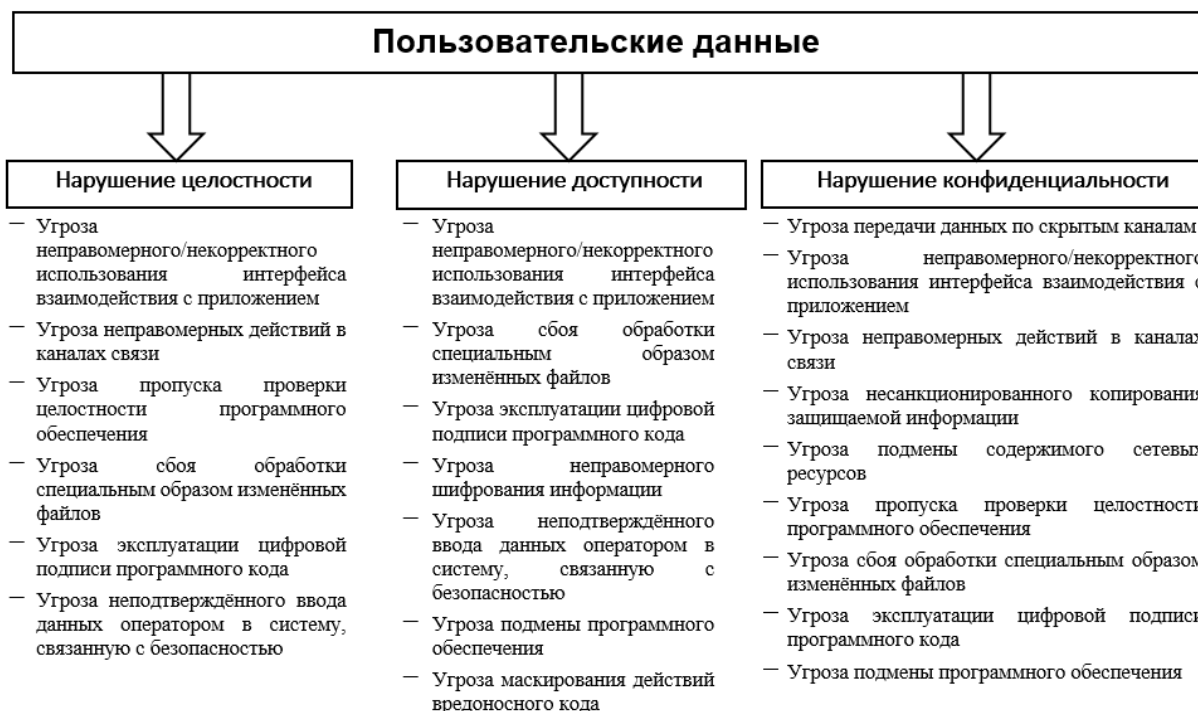 Пользовательские данные
Нарушение целостности
— Угроза
неправомерного/некорректного
использования интерфейса
взаимодействия с приложением
— Угроза неправомерных действий в
каналах связи
— Угроза пропуска проверки
целостности программного
обеспечения
— Угроза сбоя обработки
специальным образом изменённых
файлов
— Угроза эксплуатации цифровой
подписи программного кода
— Угроза неподтверждённого ввода
данных оператором в систему,
связанную с безопасностью
Нарушение доступности
— Угроза
неправомерного/некорректного
использования интерфейса
взаимодействия с приложением
— Угроза сбоя обработки
специальным образом
изменённых файлов
— Угроза эксплуатации цифровой
подписи программного кода
— Угроза неправомерного
шифрования информации
— Угроза неподтверждённого
ввода данных оператором в
систему, связанную с
безопасностью
— Угроза подмены программного
обеспечения
— Угроза маскирования действий
вредоносного кода
Нарушение конфиденциальности
— Угроза передачи данных по скрытым каналам
— Угроза неправомерного/некорректного
использования интерфейса взаимодействия с
приложением
— Угроза неправомерных действий в каналах
связи
— Угроза несанкционированного копирования
защищаемой информации
— Угроза подмены содержимого сетевых
ресурсов
— Угроза пропуска проверки целостности
программного обеспечения
— Угроза сбоя обработки специальным образом
изменённых файлов
— Угроза эксплуатации цифровой подписи
программного кода
— Угроза подмены программного обеспечения